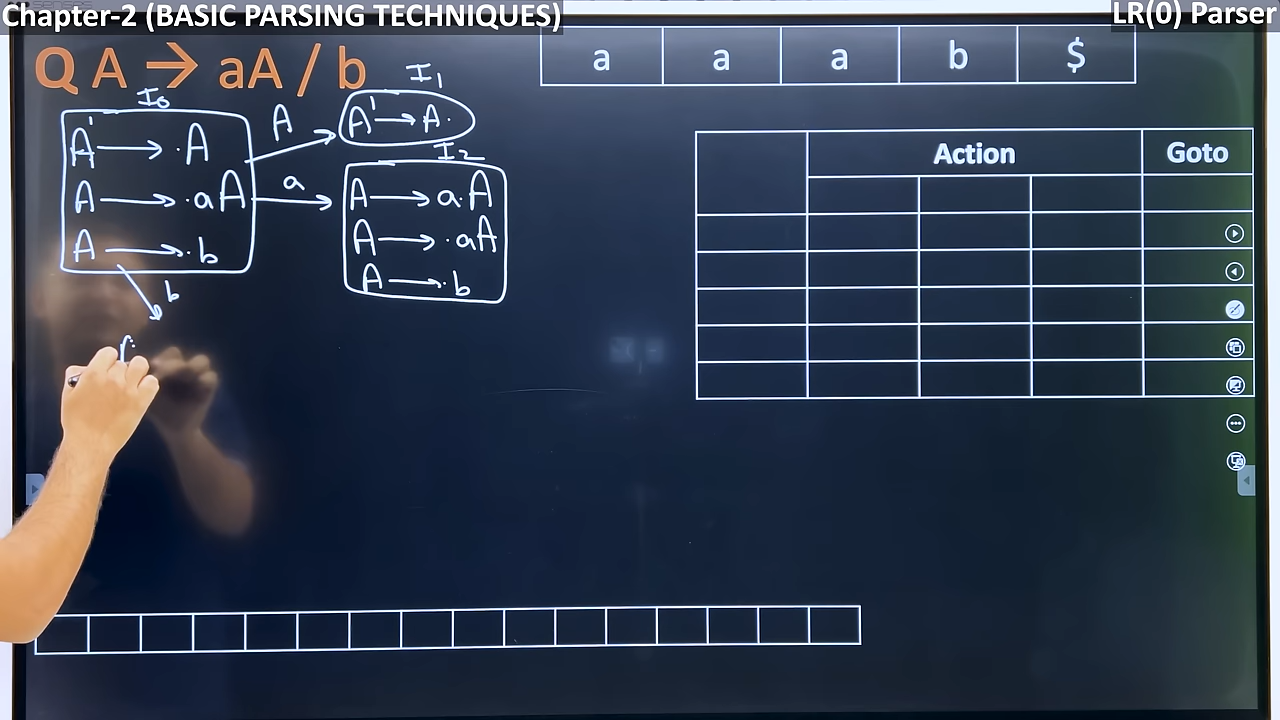 Chapter-2 (BASIC PARSING TECHNIQUES)
LR(0) Parser
Q A → aA / b
a a a b $
I₀
A' → .A
A → .aA
A → .b
A
a
b
I₁
A' → A.
I₂
A → a.A
A → .aA
A → .b
Action Goto